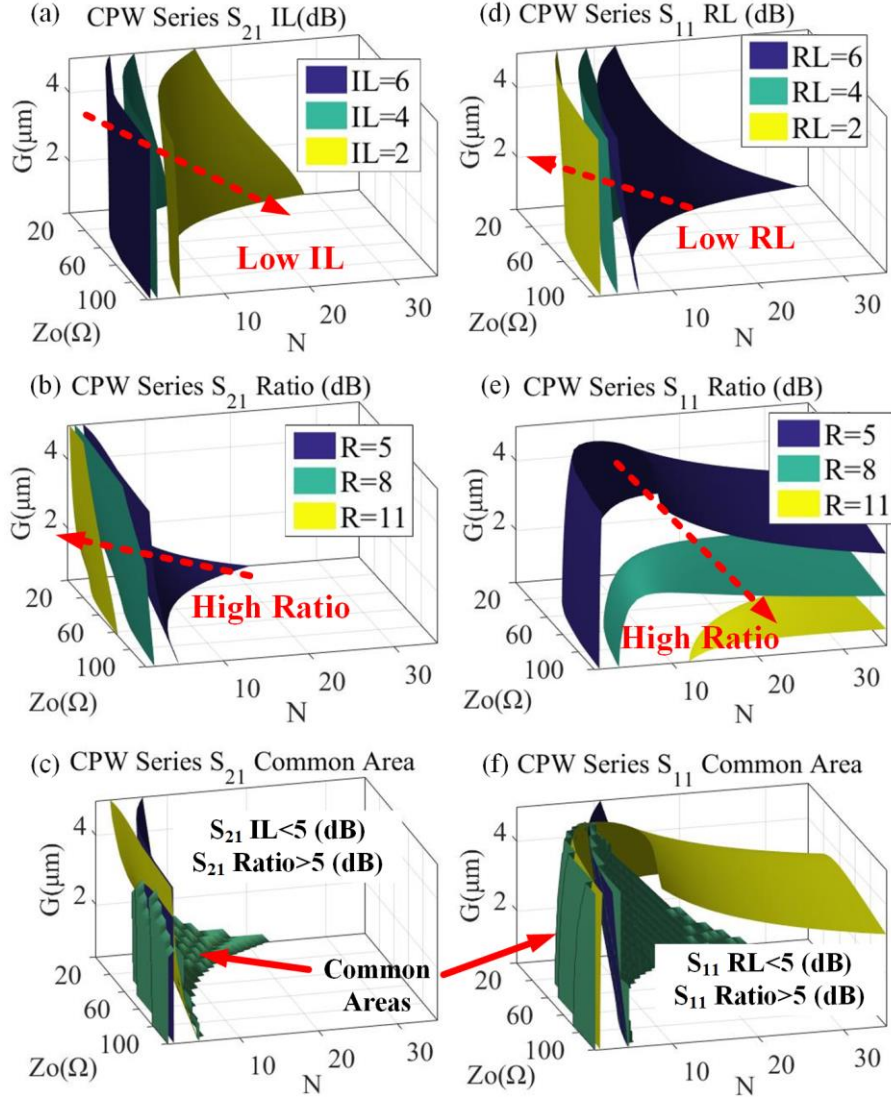 (a) CPW Series S21 IL(dB)
G(μm)
4
2
20
60
100
Zo(Ω)
10
20
30
N
IL=6
IL=4
IL=2
Low IL
(d) CPW Series S11 RL (dB)
G(μm)
4
2
20
60
100
Zo(Ω)
10
20
30
N
RL=6
RL=4
RL=2
Low RL
(b) CPW Series S21 Ratio (dB)
G(μm)
4
2
20
60
100
Zo(Ω)
10
20
30
N
R=5
R=8
R=11
High Ratio
(e) CPW Series S11 Ratio (dB)
G(μm)
4
2
20
60
100
Zo(Ω)
10
20
30
N
R=5
R=8
R=11
High Ratio
(c) CPW Series S21 Common Area
G(μm)
4
2
20
60
100
Zo(Ω)
10
20
30
N
S21 IL<5 (dB)
S21 Ratio>5 (dB)
Common
Areas
(f) CPW Series S11 Common Area
G(μm)
4
2
20
60
100
Zo(Ω)
10
20
30
N
S11 RL<5 (dB)
S11 Ratio>5 (dB)